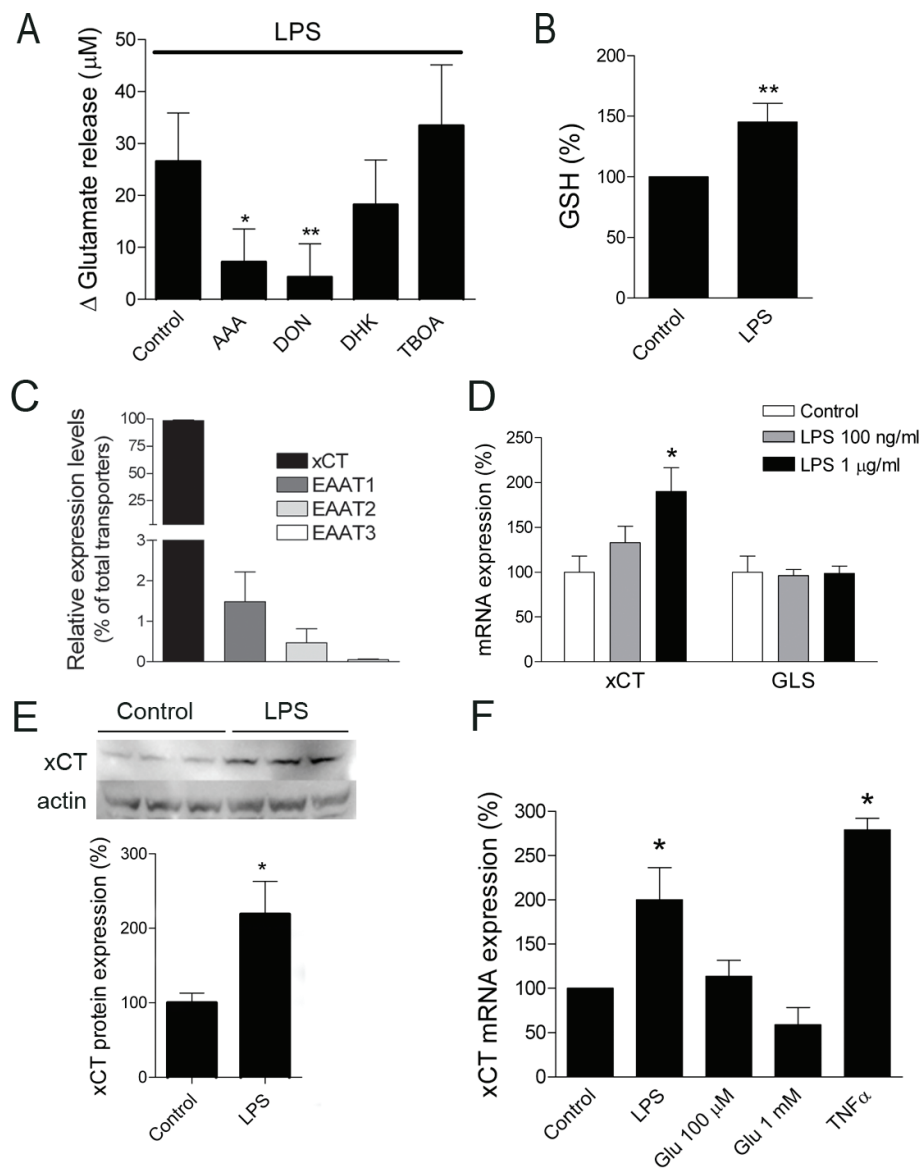 A
LPS
Δ Glutamate release (μM)
50
40
30
20
10
0
*
**
Control
AAA
DON
DHK
TBOA
B
GSH (%)
200
150
100
50
0
**
Control
LPS
C
Relative expression levels
(% of total transporters)
100
75
50
25
3
2
1
0
xCT
EAAT1
EAAT2
EAAT3
D
Control
LPS 100 ng/ml
LPS 1 μg/ml
mRNA expression (%)
250
200
150
100
50
0
*
xCT
GLS
E
Control
LPS
xCT
actin
xCT protein expression (%)
300
200
100
0
*
Control
LPS
F
xCT mRNA expression (%)
300
250
200
150
100
50
0
*
*
Control
LPS
Glu 100 μM
Glu 1 mM
TNFα